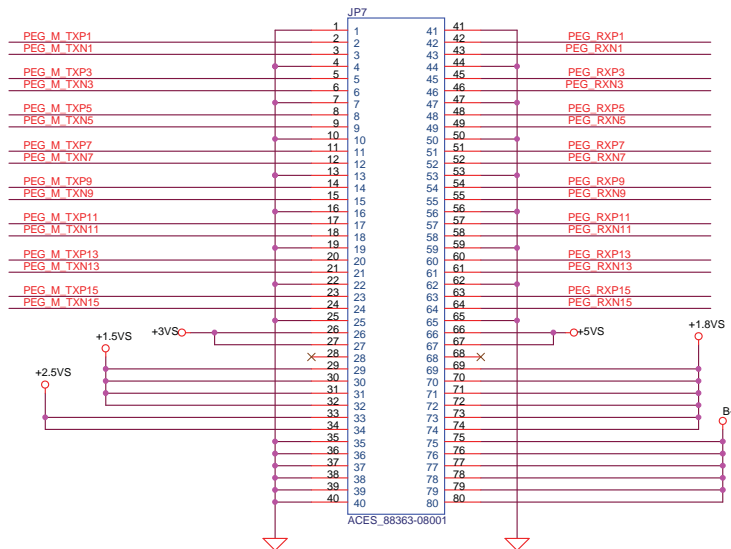 JP7
1 1 41 41
PEG_M_TXP1 2 2 42 42 PEG_RXP1
PEG_M_TXN1 3 3 43 43 PEG_RXN1
4 4 44 44
PEG_M_TXP3 5 5 45 45 PEG_RXP3
PEG_M_TXN3 6 6 46 46 PEG_RXN3
7 7 47 47
PEG_M_TXP5 8 8 48 48 PEG_RXP5
PEG_M_TXN5 9 9 49 49 PEG_RXN5
10 10 50 50
PEG_M_TXP7 11 11 51 51 PEG_RXP7
PEG_M_TXN7 12 12 52 52 PEG_RXN7
13 13 53 53
PEG_M_TXP9 14 14 54 54 PEG_RXP9
PEG_M_TXN9 15 15 55 55 PEG_RXN9
16 16 56 56
PEG_M_TXP11 17 17 57 57 PEG_RXP11
PEG_M_TXN11 18 18 58 58 PEG_RXN11
19 19 59 59
PEG_M_TXP13 20 20 60 60 PEG_RXP13
PEG_M_TXN13 21 21 61 61 PEG_RXN13
22 22 62 62
PEG_M_TXP15 23 23 63 63 PEG_RXP15
PEG_M_TXN15 24 24 64 64 PEG_RXN15
25 25 65 65
+3VS 26 26 66 66 +5VS +1.8VS
+1.5VS 27 27 67 67
28 28 68 68
29 29 69 69
+2.5VS 30 30 70 70
31 31 71 71
32 32 72 72
33 33 73 73 B
34 34 74 74
35 35 75 75
36 36 76 76
37 37 77 77
38 38 78 78
39 39 79 79
40 40 80 80
ACES_88363-08001